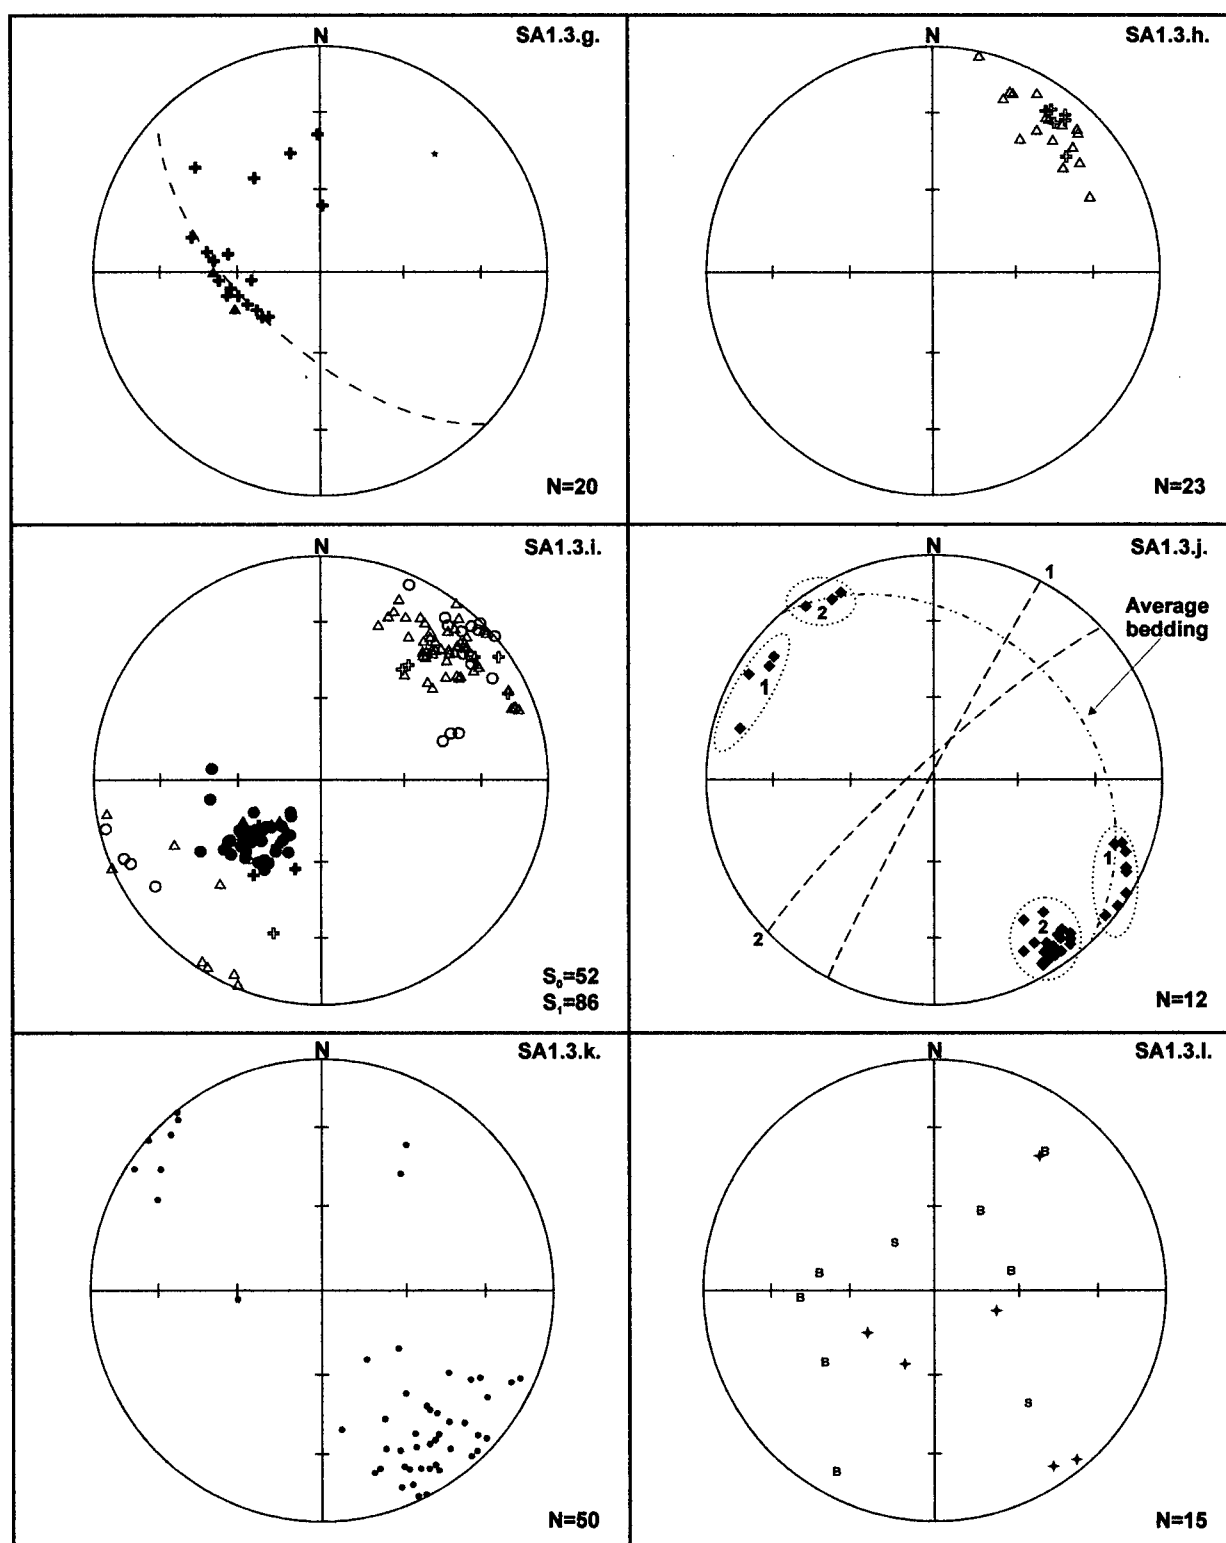 N
SA1.3.g.
N=20
N
SA1.3.h.
N=23
N
SA1.3.i.
S₀=52
S₁=86
N
SA1.3.j.
1
Average
bedding
2
1
1
2
2
N=12
N
SA1.3.k.
N=50
N
SA1.3.l.
B
B
S
B
B
B
B
S
B
N=15